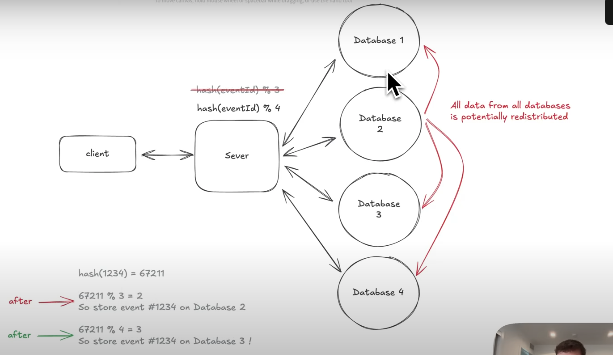 hash(eventId) % 3
hash(eventId) % 4
client
Sever
Database 1
Database
2
Database
3
Database 4
All data from all databases
is potentially redistributed
hash(1234) = 67211
after
67211 % 3 = 2
So store event #1234 on Database 2
after
67211 % 4 = 3
So store event #1234 on Database 3 !